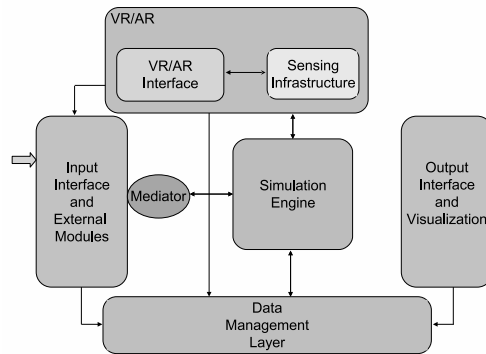 VR/AR
VR/AR
Interface
Sensing
Infrastructure
Input
Interface
and
External
Modules
Mediator
Simulation
Engine
Output
Interface
and
Visualization
Data
Management
Layer